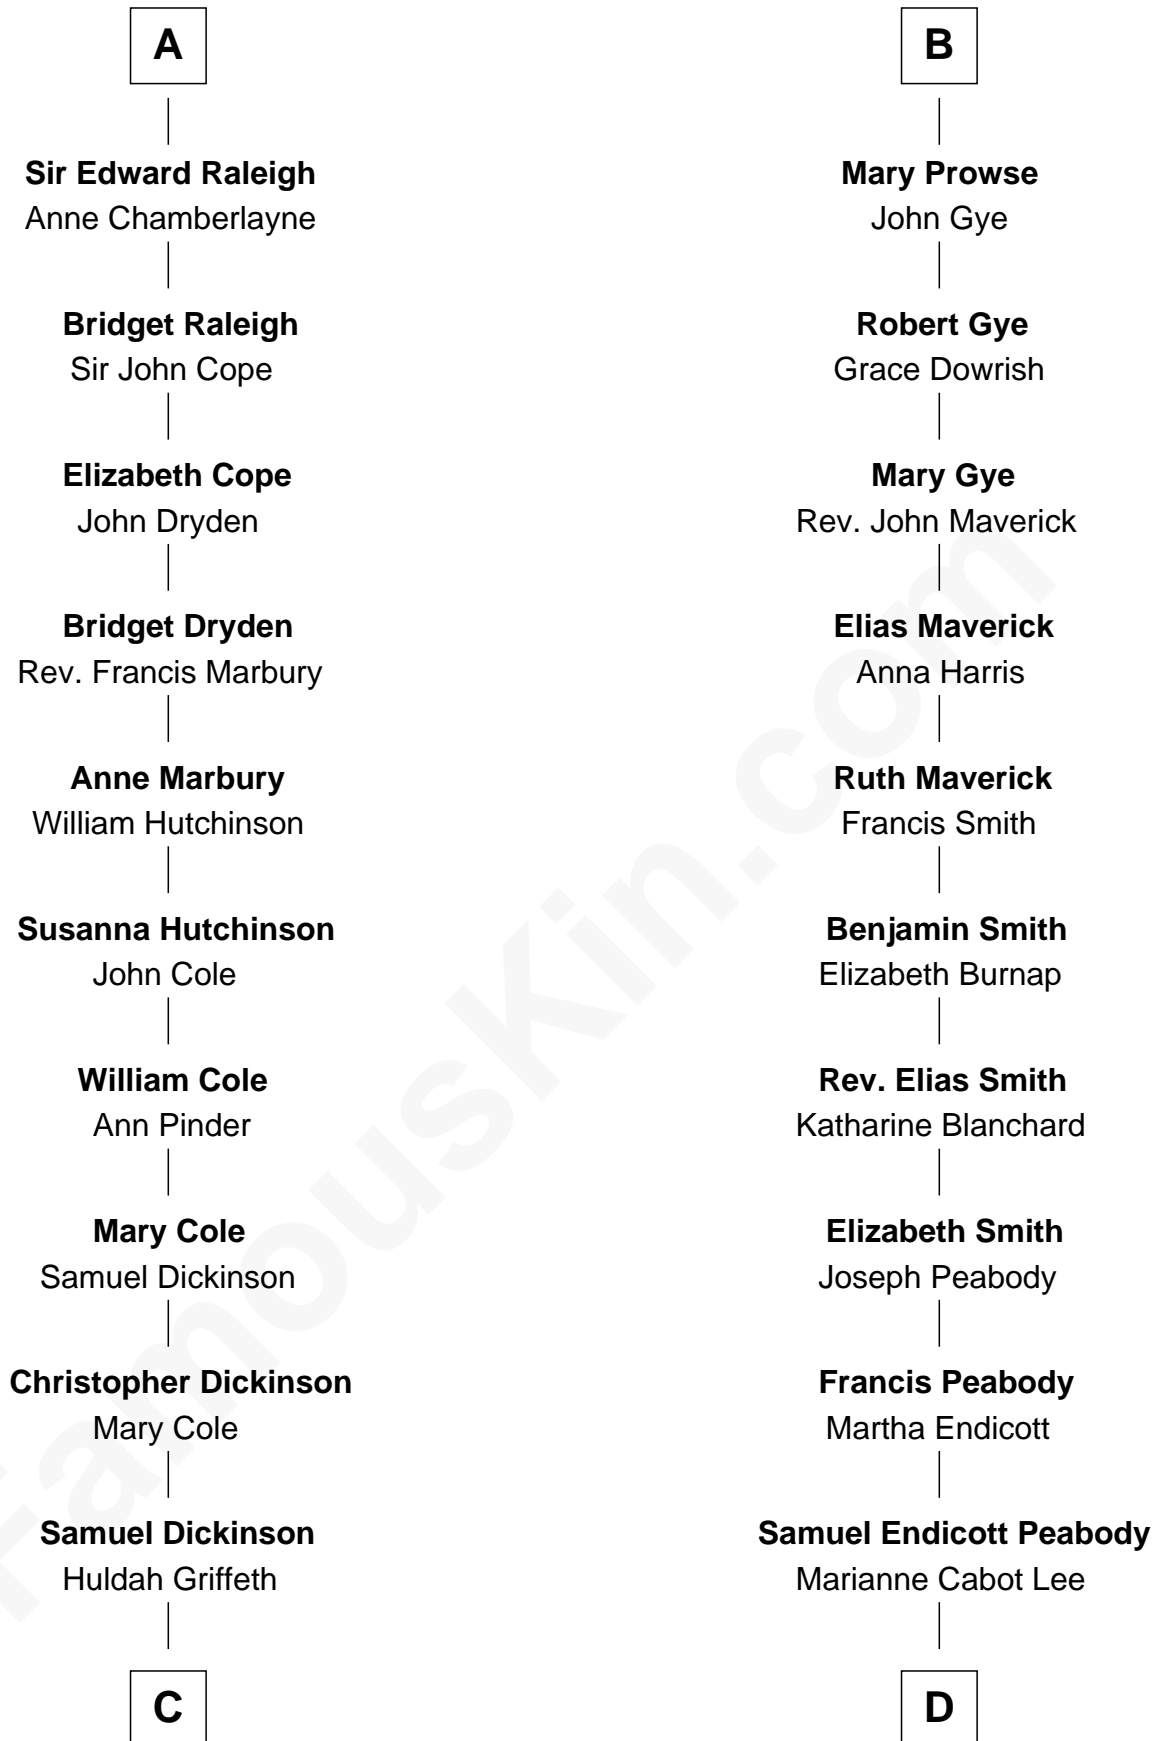 A
Sir Edward Raleigh
Anne Chamberlayne
Bridget Raleigh
Sir John Cope
Elizabeth Cope
John Dryden
Bridget Dryden
Rev. Francis Marbury
Anne Marbury
William Hutchinson
Susanna Hutchinson
John Cole
William Cole
Ann Pinder
Mary Cole
Samuel Dickinson
Christopher Dickinson
Mary Cole
Samuel Dickinson
Huldah Griffeth
C
B
Mary Prowse
John Gye
Robert Gye
Grace Dowrish
Mary Gye
Rev. John Maverick
Elias Maverick
Anna Harris
Ruth Maverick
Francis Smith
Benjamin Smith
Elizabeth Burnap
Rev. Elias Smith
Katharine Blanchard
Elizabeth Smith
Joseph Peabody
Francis Peabody
Martha Endicott
Samuel Endicott Peabody
Marianne Cabot Lee
D
FamousKin.com